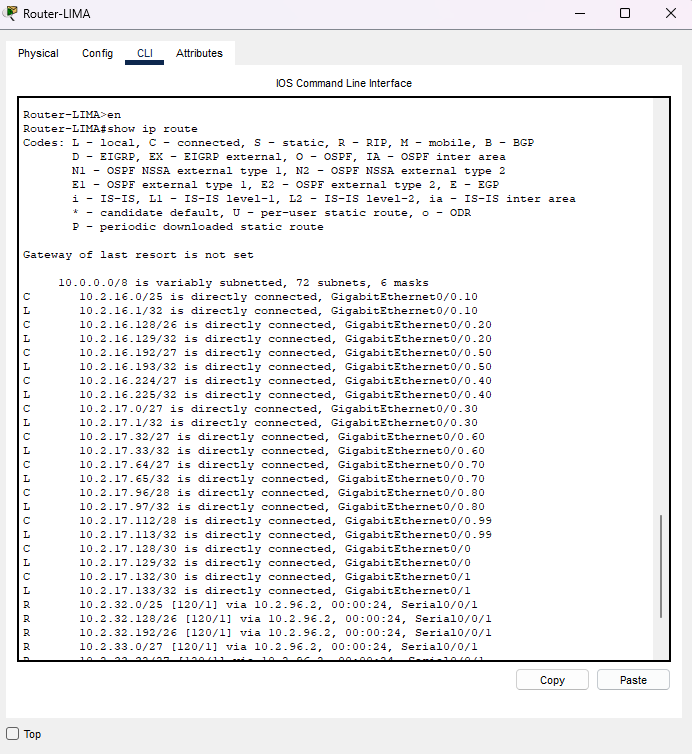 Router-LIMA
Physical Config CLI Attributes
IOS Command Line Interface
Router-LIMA>en
Router-LIMA#show ip route
Codes: L - local, C - connected, S - static, R - RIP, M - mobile, B - BGP
D - EIGRP, EX - EIGRP external, O - OSPF, IA - OSPF inter area
N1 - OSPF NSSA external type 1, N2 - OSPF NSSA external type 2
E1 - OSPF external type 1, E2 - OSPF external type 2, E - EGP
i - IS-IS, L1 - IS-IS level-1, L2 - IS-IS level-2, ia - IS-IS inter area
* - candidate default, U - per-user static route, o - ODR
P - periodic downloaded static route
Gateway of last resort is not set
10.0.0.0/8 is variably subnetted, 72 subnets, 6 masks
C 10.2.16.0/25 is directly connected, GigabitEthernet0/0.10
L 10.2.16.1/32 is directly connected, GigabitEthernet0/0.10
C 10.2.16.128/26 is directly connected, GigabitEthernet0/0.20
L 10.2.16.129/32 is directly connected, GigabitEthernet0/0.20
C 10.2.16.192/27 is directly connected, GigabitEthernet0/0.50
L 10.2.16.193/32 is directly connected, GigabitEthernet0/0.50
C 10.2.16.224/27 is directly connected, GigabitEthernet0/0.40
L 10.2.16.225/32 is directly connected, GigabitEthernet0/0.40
C 10.2.17.0/27 is directly connected, GigabitEthernet0/0.30
L 10.2.17.1/32 is directly connected, GigabitEthernet0/0.30
C 10.2.17.32/27 is directly connected, GigabitEthernet0/0.60
L 10.2.17.33/32 is directly connected, GigabitEthernet0/0.60
C 10.2.17.64/27 is directly connected, GigabitEthernet0/0.70
L 10.2.17.65/32 is directly connected, GigabitEthernet0/0.70
C 10.2.17.96/28 is directly connected, GigabitEthernet0/0.80
L 10.2.17.97/32 is directly connected, GigabitEthernet0/0.80
C 10.2.17.112/28 is directly connected, GigabitEthernet0/0.99
L 10.2.17.113/32 is directly connected, GigabitEthernet0/0.99
C 10.2.17.128/30 is directly connected, GigabitEthernet0/0
L 10.2.17.129/32 is directly connected, GigabitEthernet0/0
C 10.2.17.132/30 is directly connected, GigabitEthernet0/1
L 10.2.17.133/32 is directly connected, GigabitEthernet0/1
R 10.2.32.0/25 [120/1] via 10.2.96.2, 00:00:24, Serial0/0/1
R 10.2.32.128/26 [120/1] via 10.2.96.2, 00:00:24, Serial0/0/1
R 10.2.32.192/26 [120/1] via 10.2.96.2, 00:00:24, Serial0/0/1
R 10.2.33.0/27 [120/1] via 10.2.96.2, 00:00:24, Serial0/0/1
Copy Paste
Top